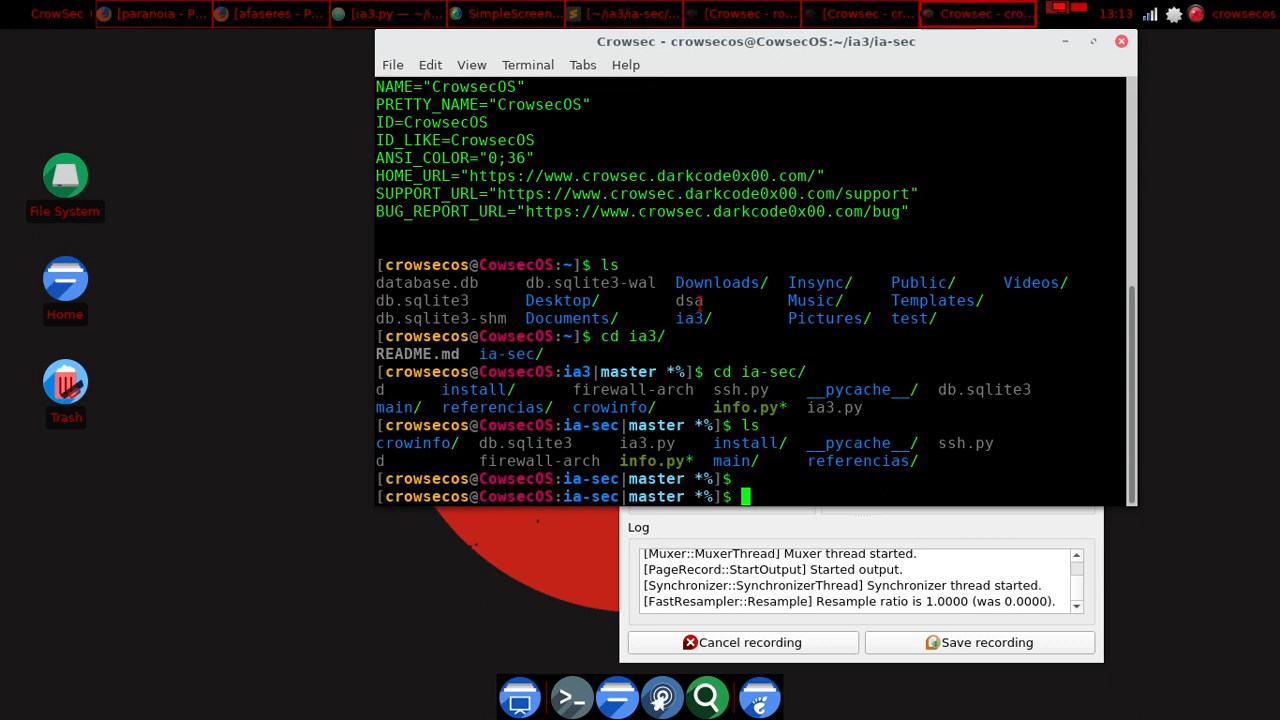 CrowSec
[paranoia - P...
[afaseres - P...
[ia3.py — ~/i...
SimpleScreen...
[~/ia3/ia-sec/...
[Crowsec - ro...
[Crowsec - cr...
Crowsec - cro...
13:13
crowsecos
Crowsec - crowsecos@CowsecOS:~/ia3/ia-sec
File Edit View Terminal Tabs Help
NAME="CrowsecOS"
PRETTY_NAME="CrowsecOS"
ID=CrowsecOS
ID_LIKE=CrowsecOS
ANSI_COLOR="0;36"
HOME_URL="https://www.crowsec.darkcode0x00.com/"
SUPPORT_URL="https://www.crowsec.darkcode0x00.com/support"
BUG_REPORT_URL="https://www.crowsec.darkcode0x00.com/bug"
[crowsecos@CowsecOS:~]$ ls
database.db db.sqlite3-wal Downloads/ Insync/ Public/ Videos/
db.sqlite3 Desktop/ dsa Music/ Templates/
db.sqlite3-shm Documents/ ia3/ Pictures/ test/
[crowsecos@CowsecOS:~]$ cd ia3/
README.md ia-sec/
[crowsecos@CowsecOS:ia3|master *%]$ cd ia-sec/
d install/ firewall-arch ssh.py __pycache__/ db.sqlite3
main/ referencias/ crowinfo/ info.py* ia3.py
[crowsecos@CowsecOS:ia-sec|master *%]$ ls
crowinfo/ db.sqlite3 ia3.py install/ __pycache__/ ssh.py
d firewall-arch info.py* main/ referencias/
[crowsecos@CowsecOS:ia-sec|master *%]$
[crowsecos@CowsecOS:ia-sec|master *%]$
File System
Home
Trash
Log
[Muxer::MuxerThread] Muxer thread started.
[PageRecord::StartOutput] Started output.
[Synchronizer::SynchronizerThread] Synchronizer thread started.
[FastResampler::Resample] Resample ratio is 1.0000 (was 0.0000).
Cancel recording
Save recording